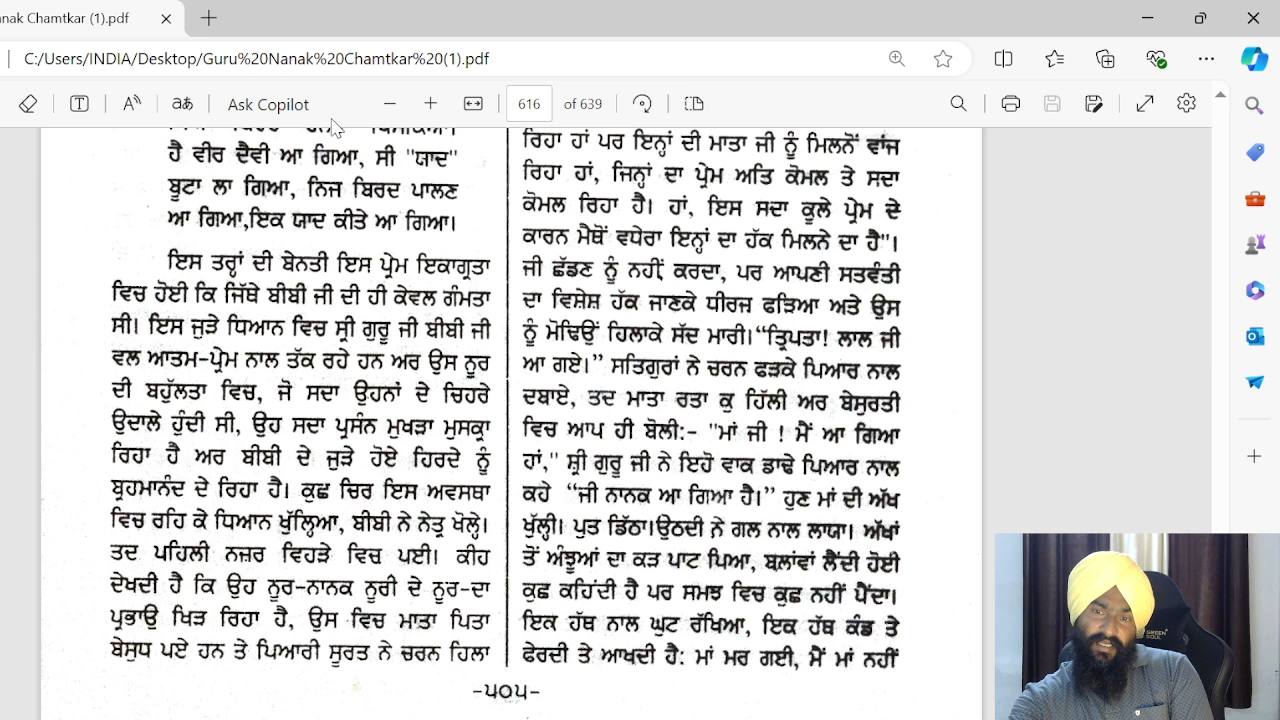 nak Chamtkar (1).pdf
C:/Users/INDIA/Desktop/Guru%20Nanak%20Chamtkar%20(1).pdf
Ask Copilot
616 of 639
ਹੈ ਵੀਰ ਦੈਵੀ ਆ ਗਿਆ, ਸੀ "ਯਾਦ"
ਬੂਟਾ ਲਾ ਗਿਆ, ਨਿਜ ਬਿਰਦ ਪਾਲਣ
ਆ ਗਿਆ,ਇਕ ਯਾਦ ਕੀਤੇ ਆ ਗਿਆ।
ਇਸ ਤਰ੍ਹਾਂ ਦੀ ਬੇਨਤੀ ਇਸ ਪ੍ਰੇਮ ਇਕਾਗ੍ਰਤਾ
ਵਿਚ ਹੋਈ ਕਿ ਜਿੱਥੇ ਬੀਬੀ ਜੀ ਦੀ ਹੀ ਕੇਵਲ ਗੰਮਤਾ
ਸੀ। ਇਸ ਜੁੜੇ ਧਿਆਨ ਵਿਚ ਸ੍ਰੀ ਗੁਰੂ ਜੀ ਬੀਬੀ ਜੀ
ਵਲ ਆਤਮ-ਪ੍ਰੇਮ ਨਾਲ ਤੱਕ ਰਹੇ ਹਨ ਅਰ ਉਸ ਨੂਰ
ਦੀ ਬਹੁੱਲਤਾ ਵਿਚ, ਜੋ ਸਦਾ ਉਹਨਾਂ ਦੇ ਚਿਹਰੇ
ਉਦਾਲੇ ਹੁੰਦੀ ਸੀ, ਉਹ ਸਦਾ ਪ੍ਰਸੰਨ ਮੁਖੜਾ ਮੁਸਕ੍ਰਾ
ਰਿਹਾ ਹੈ ਅਰ ਬੀਬੀ ਦੇ ਜੁੜੇ ਹੋਏ ਹਿਰਦੇ ਨੂੰ
ਬ੍ਰਹਮਾਨੰਦ ਦੇ ਰਿਹਾ ਹੈ। ਕੁਛ ਚਿਰ ਇਸ ਅਵਸਥਾ
ਵਿਚ ਰਹਿ ਕੇ ਧਿਆਨ ਖੁੱਲ੍ਹਿਆ, ਬੀਬੀ ਨੇ ਨੇਤ੍ਰ ਖੋਲ੍ਹੇ।
ਤਦ ਪਹਿਲੀ ਨਜ਼ਰ ਵਿਹੜੇ ਵਿਚ ਪਈ। ਕੀਹ
ਦੇਖਦੀ ਹੈ ਕਿ ਉਹ ਨੂਰ-ਨਾਨਕ ਨੂਰੀ ਦੇ ਨੂਰ-ਦਾ
ਪ੍ਰਭਾਉ ਖਿੜ ਰਿਹਾ ਹੈ, ਉਸ ਵਿਚ ਮਾਤਾ ਪਿਤਾ
ਬੇਸੁਧ ਪਏ ਹਨ ਤੇ ਪਿਆਰੀ ਸੂਰਤ ਨੇ ਚਰਨ ਹਿਲਾ
ਰਿਹਾ ਹਾਂ ਪਰ ਇਨ੍ਹਾਂ ਦੀ ਮਾਤਾ ਜੀ ਨੂੰ ਮਿਲਨੋਂ ਵਾਂਜ
ਰਿਹਾ ਹਾਂ, ਜਿਨ੍ਹਾਂ ਦਾ ਪ੍ਰੇਮ ਅਤਿ ਕੋਮਲ ਤੇ ਸਦਾ
ਕੋਮਲ ਰਿਹਾ ਹੈ। ਹਾਂ, ਇਸ ਸਦਾ ਕੂਲੇ ਪ੍ਰੇਮ ਦੇ
ਕਾਰਨ ਮੈਥੋਂ ਵਧੇਰਾ ਇਨ੍ਹਾਂ ਦਾ ਹੱਕ ਮਿਲਨੇ ਦਾ ਹੈ"।
ਜੀ ਛੱਡਣ ਨੂੰ ਨਹੀਂ ਕਰਦਾ, ਪਰ ਆਪਣੀ ਸਤਵੰਤੀ
ਦਾ ਵਿਸ਼ੇਸ਼ ਹੱਕ ਜਾਣਕੇ ਧੀਰਜ ਫੜਿਆ ਅਤੇ ਉਸ
ਨੂੰ ਮੋਢਿਉਂ ਹਿਲਾਕੇ ਸੱਦ ਮਾਰੀ।“ਤ੍ਰਿਪਤਾ! ਲਾਲ ਜੀ
ਆ ਗਏ।” ਸਤਿਗੁਰਾਂ ਨੇ ਚਰਨ ਫੜਕੇ ਪਿਆਰ ਨਾਲ
ਦਬਾਏ, ਤਦ ਮਾਤਾ ਰਤਾ ਕੁ ਹਿੱਲੀ ਅਰ ਬੇਸੁਰਤੀ
ਵਿਚ ਆਪ ਹੀ ਬੋਲੀ:- "ਮਾਂ ਜੀ ! ਮੈਂ ਆ ਗਿਆ
ਹਾਂ," ਸ਼੍ਰੀ ਗੁਰੂ ਜੀ ਨੇ ਇਹੋ ਵਾਕ ਡਾਢੇ ਪਿਆਰ ਨਾਲ
ਕਹੇ “ਜੀ ਨਾਨਕ ਆ ਗਿਆ ਹੈ।” ਹੁਣ ਮਾਂ ਦੀ ਅੱਖ
ਖੁੱਲ੍ਹੀ। ਪੁਤ ਡਿੱਠਾ।ਉਠਦੀ ਨੇ ਗਲ ਨਾਲ ਲਾਯਾ। ਅੱਖਾਂ
ਤੋਂ ਅੰਝੂਆਂ ਦਾ ਕੜ ਪਾਟ ਪਿਆ, ਬਲਾਂਵਾਂ ਲੈਂਦੀ ਹੋਈ
ਕੁਛ ਕਹਿਂਦੀ ਹੈ ਪਰ ਸਮਝ ਵਿਚ ਕੁਛ ਨਹੀਂ ਪੈਂਦਾ।
ਇਕ ਹੱਥ ਨਾਲ ਘੁਟ ਰੱਖਿਆ, ਇਕ ਹੱਥ ਕੰਡ ਤੇ
ਫੇਰਦੀ ਤੇ ਆਖਦੀ ਹੈ: ਮਾਂ ਮਰ ਗਈ, ਮੈਂ ਮਾਂ ਨਹੀਂ
-੫੦੫-
GREEN
SOUL